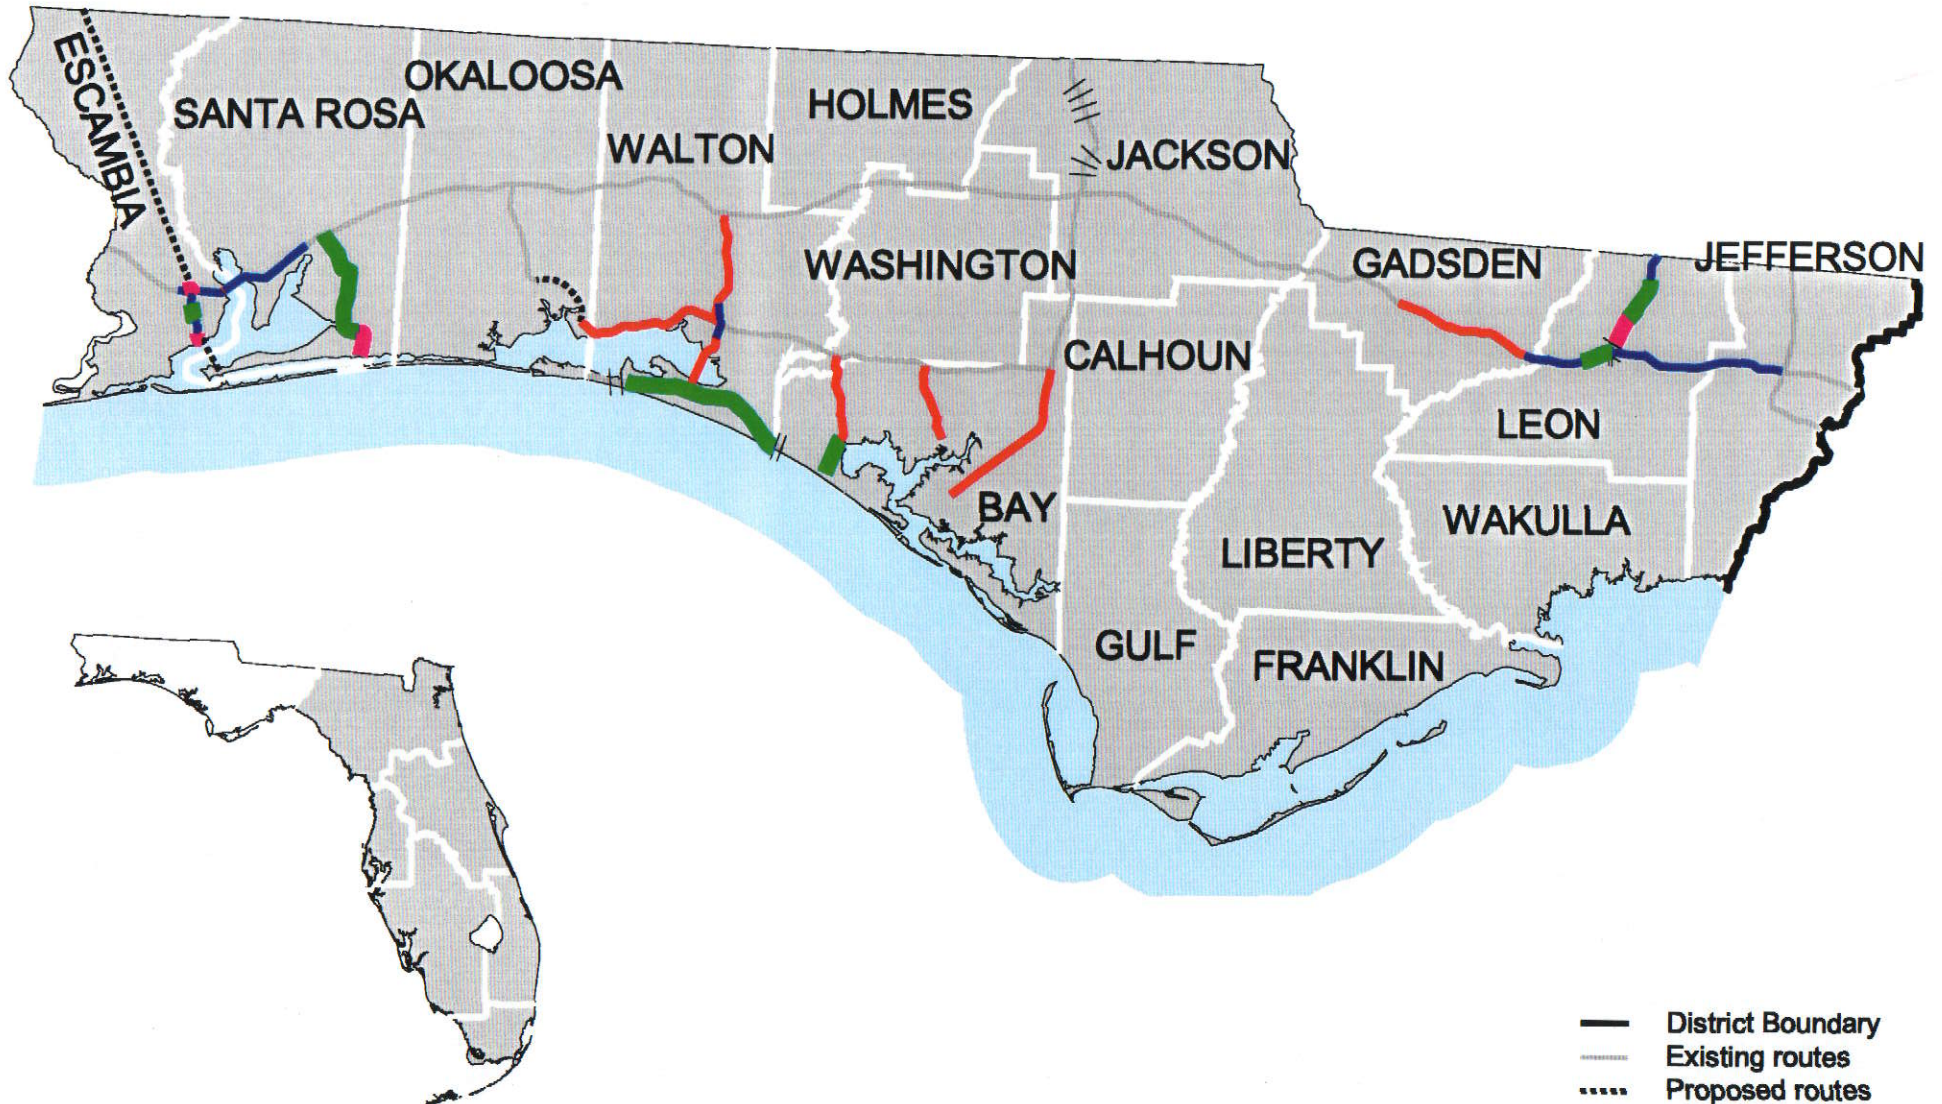 ESCAMBIA
SANTA ROSA
OKALOOSA
WALTON
HOLMES
JACKSON
WASHINGTON
GADSDEN
JEFFERSON
CALHOUN
LEON
BAY
LIBERTY
WAKULLA
GULF
FRANKLIN
District Boundary
Existing routes
Proposed routes